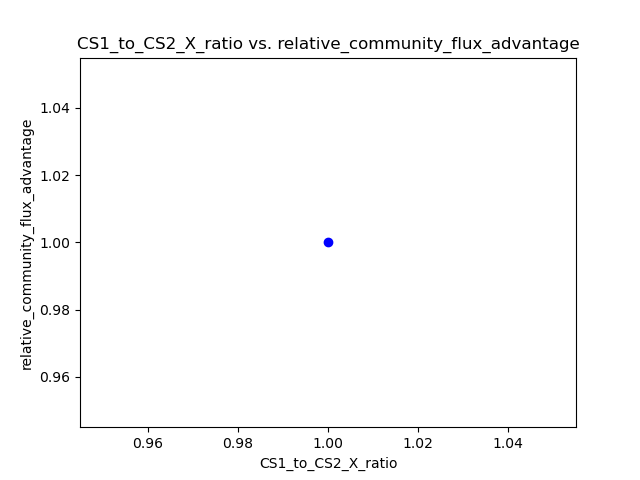 CS1_to_CS2_X_ratio vs. relative_community_flux_advantage
relative_community_flux_advantage
1.04
1.02
1.00
0.98
0.96
0.96 0.98 1.00 1.02 1.04
CS1_to_CS2_X_ratio